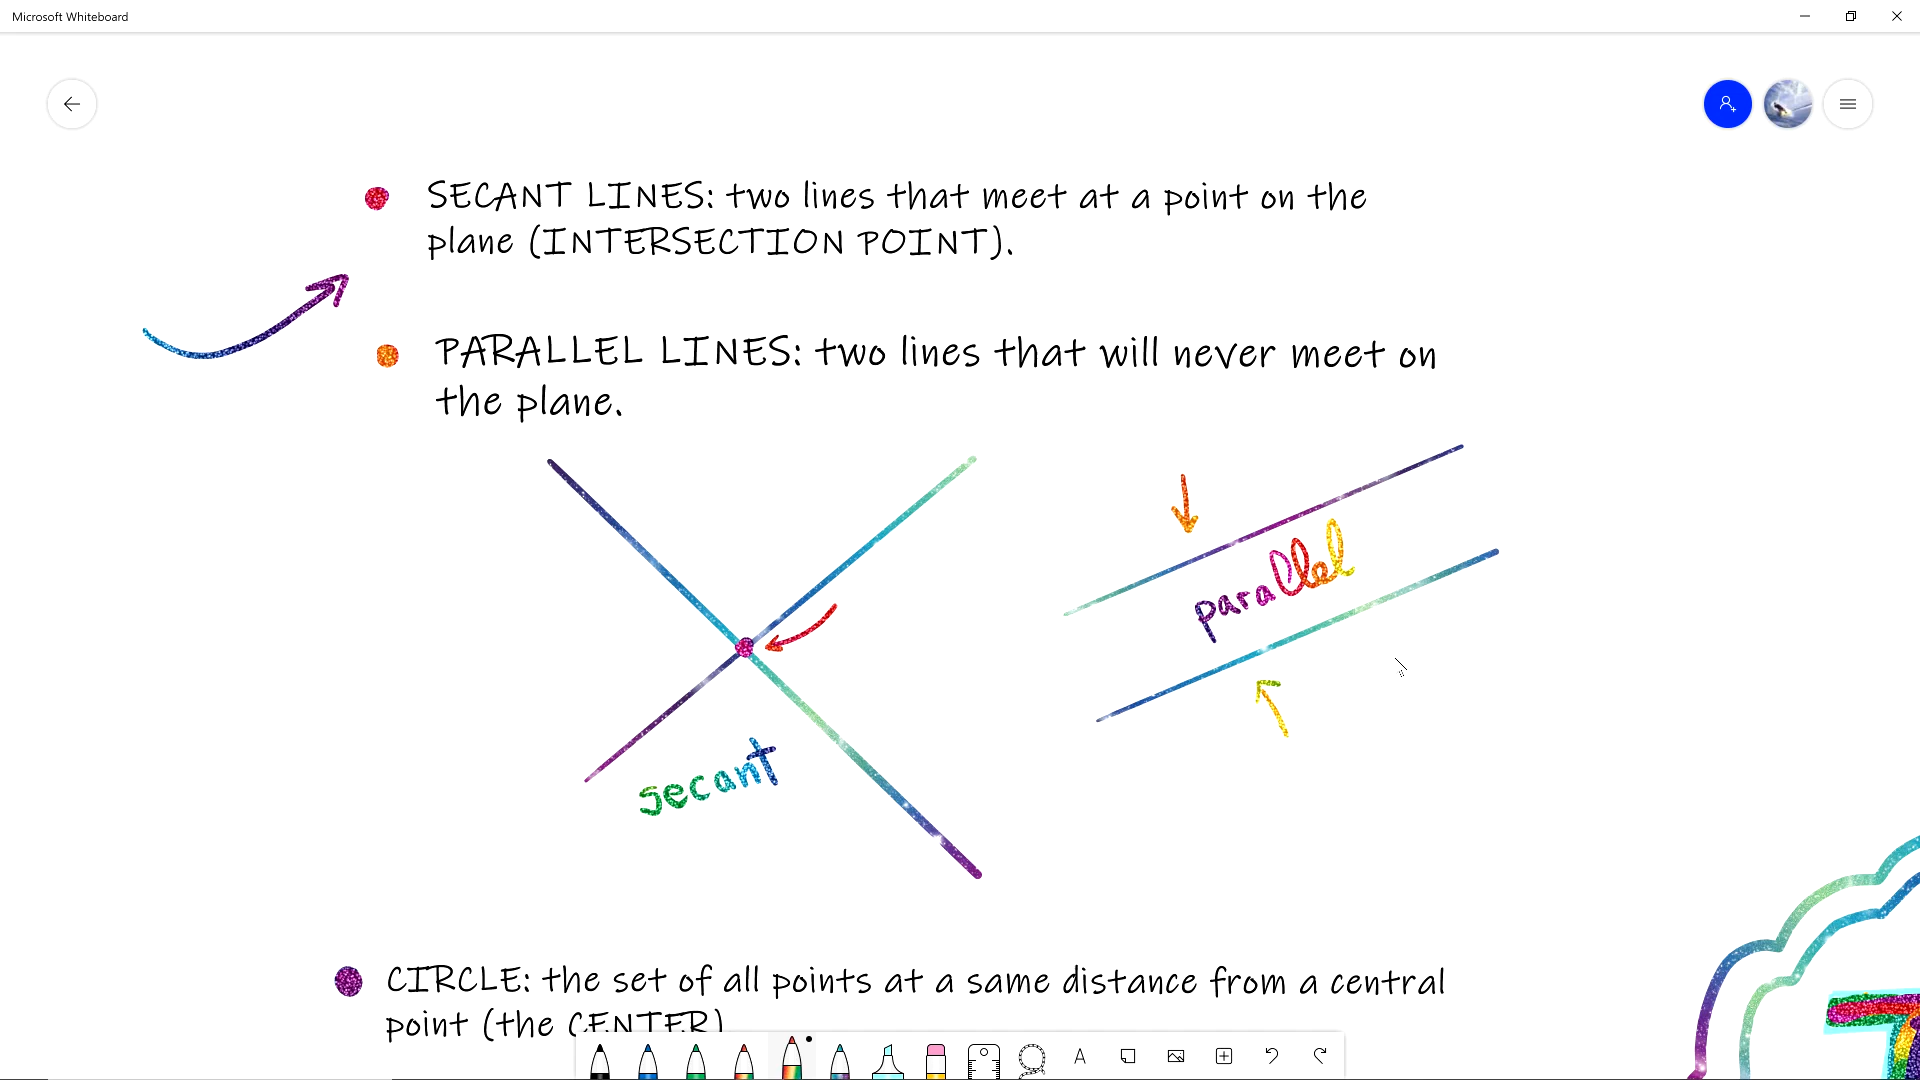 Microsoft Whiteboard
SECANT LINES: two lines that meet at a point on the
plane (INTERSECTION POINT).
PARALLEL LINES: two lines that will never meet on
the plane.
parallel
secant
CIRCLE: the set of all points at a same distance from a central
point (the CENTER)
T
A